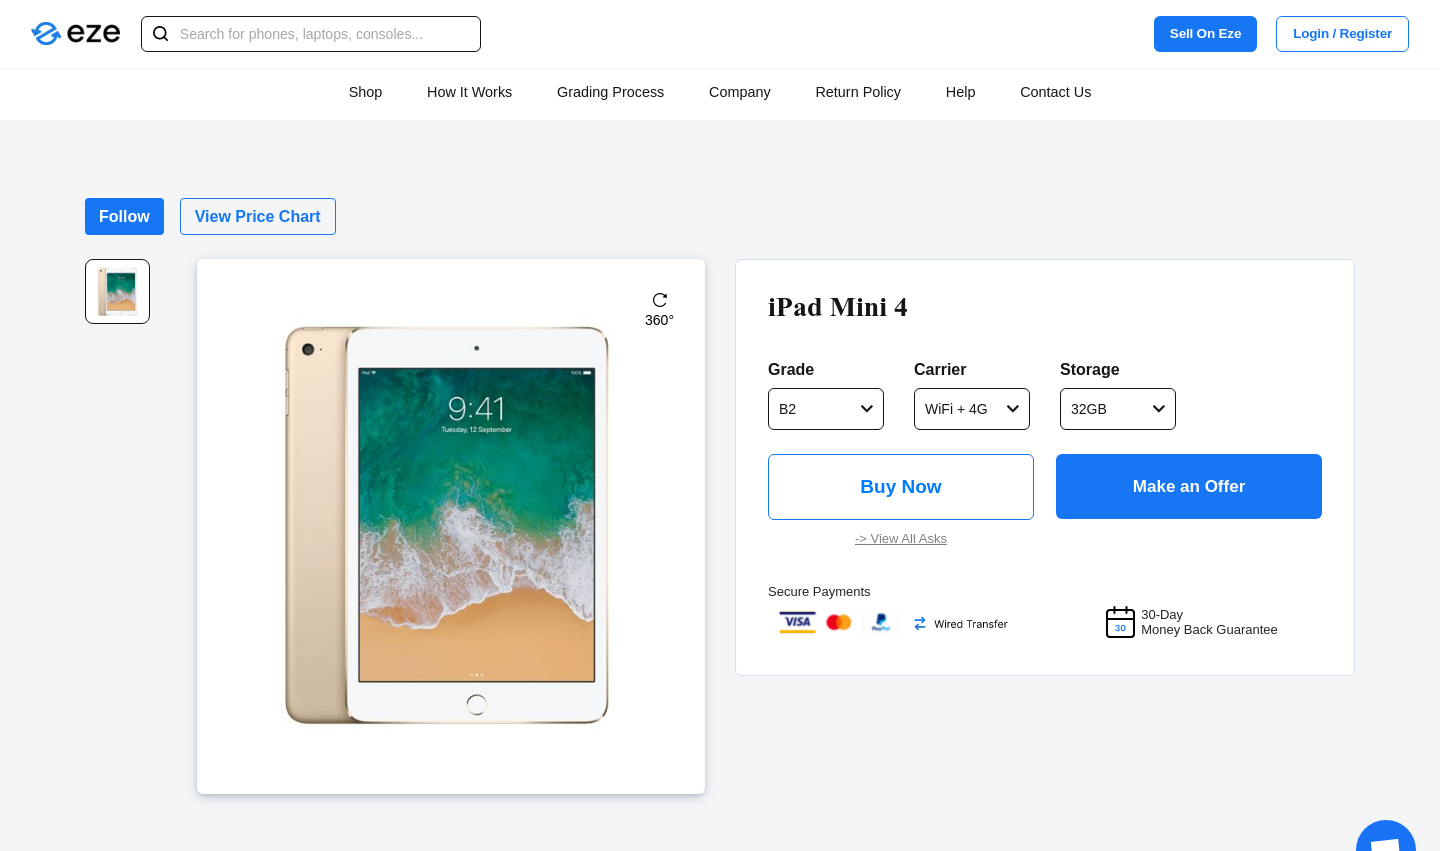 eze
Search for phones, laptops, consoles...
Sell On Eze
Login / Register
Shop
How It Works
Grading Process
Company
Return Policy
Help
Contact Us
Follow
View Price Chart
360°
iPad
100%
9:41
Tuesday, 12 September
iPad Mini 4
Grade
Carrier
Storage
B2
WiFi + 4G
32GB
Buy Now
Make an Offer
-> View All Asks
Secure Payments
VISA
PayPal
Wired Transfer
30
30-Day
Money Back Guarantee